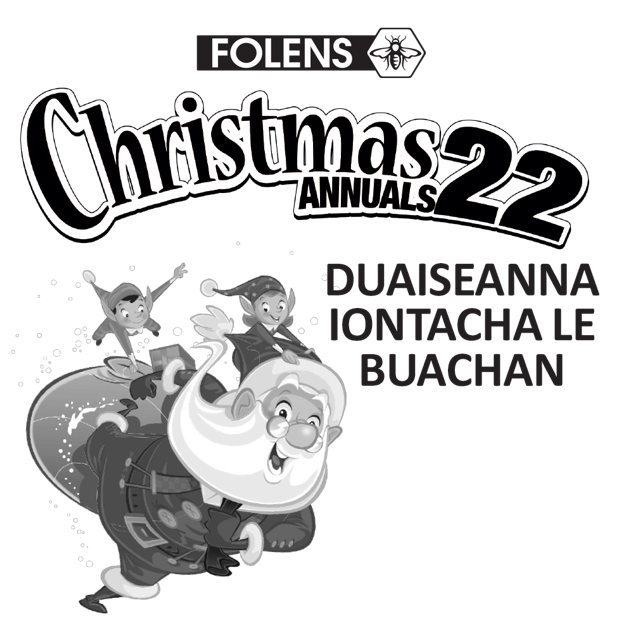 FOLENS
Christmas 22
ANNUALS
DUAISEANNA
IONTACHA LE
BUACHAN